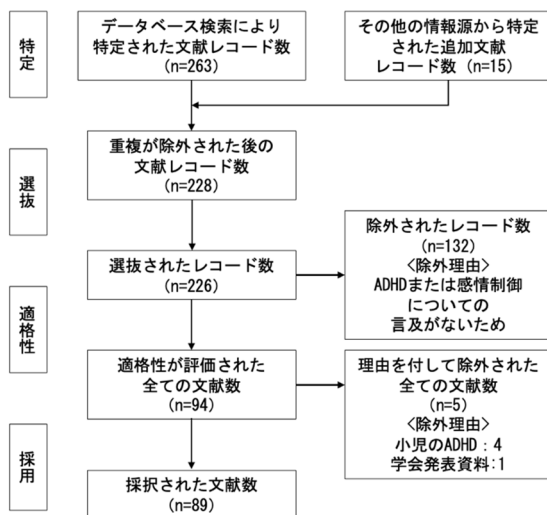 特定
データベース検索により
特定された文献レコード数
(n=263)
その他の情報源から特定
された追加文献
レコード数 (n=15)
選抜
重複が除外された後の
文献レコード数
(n=228)
選抜されたレコード数
(n=226)
除外されたレコード数
(n=132)
<除外理由>
ADHDまたは感情制御
についての
言及がないため
適格性
適格性が評価された
全ての文献数
(n=94)
理由を付して除外された
全ての文献数
(n=5)
<除外理由>
小児のADHD：4
学会発表資料:1
採用
採択された文献数
(n=89)